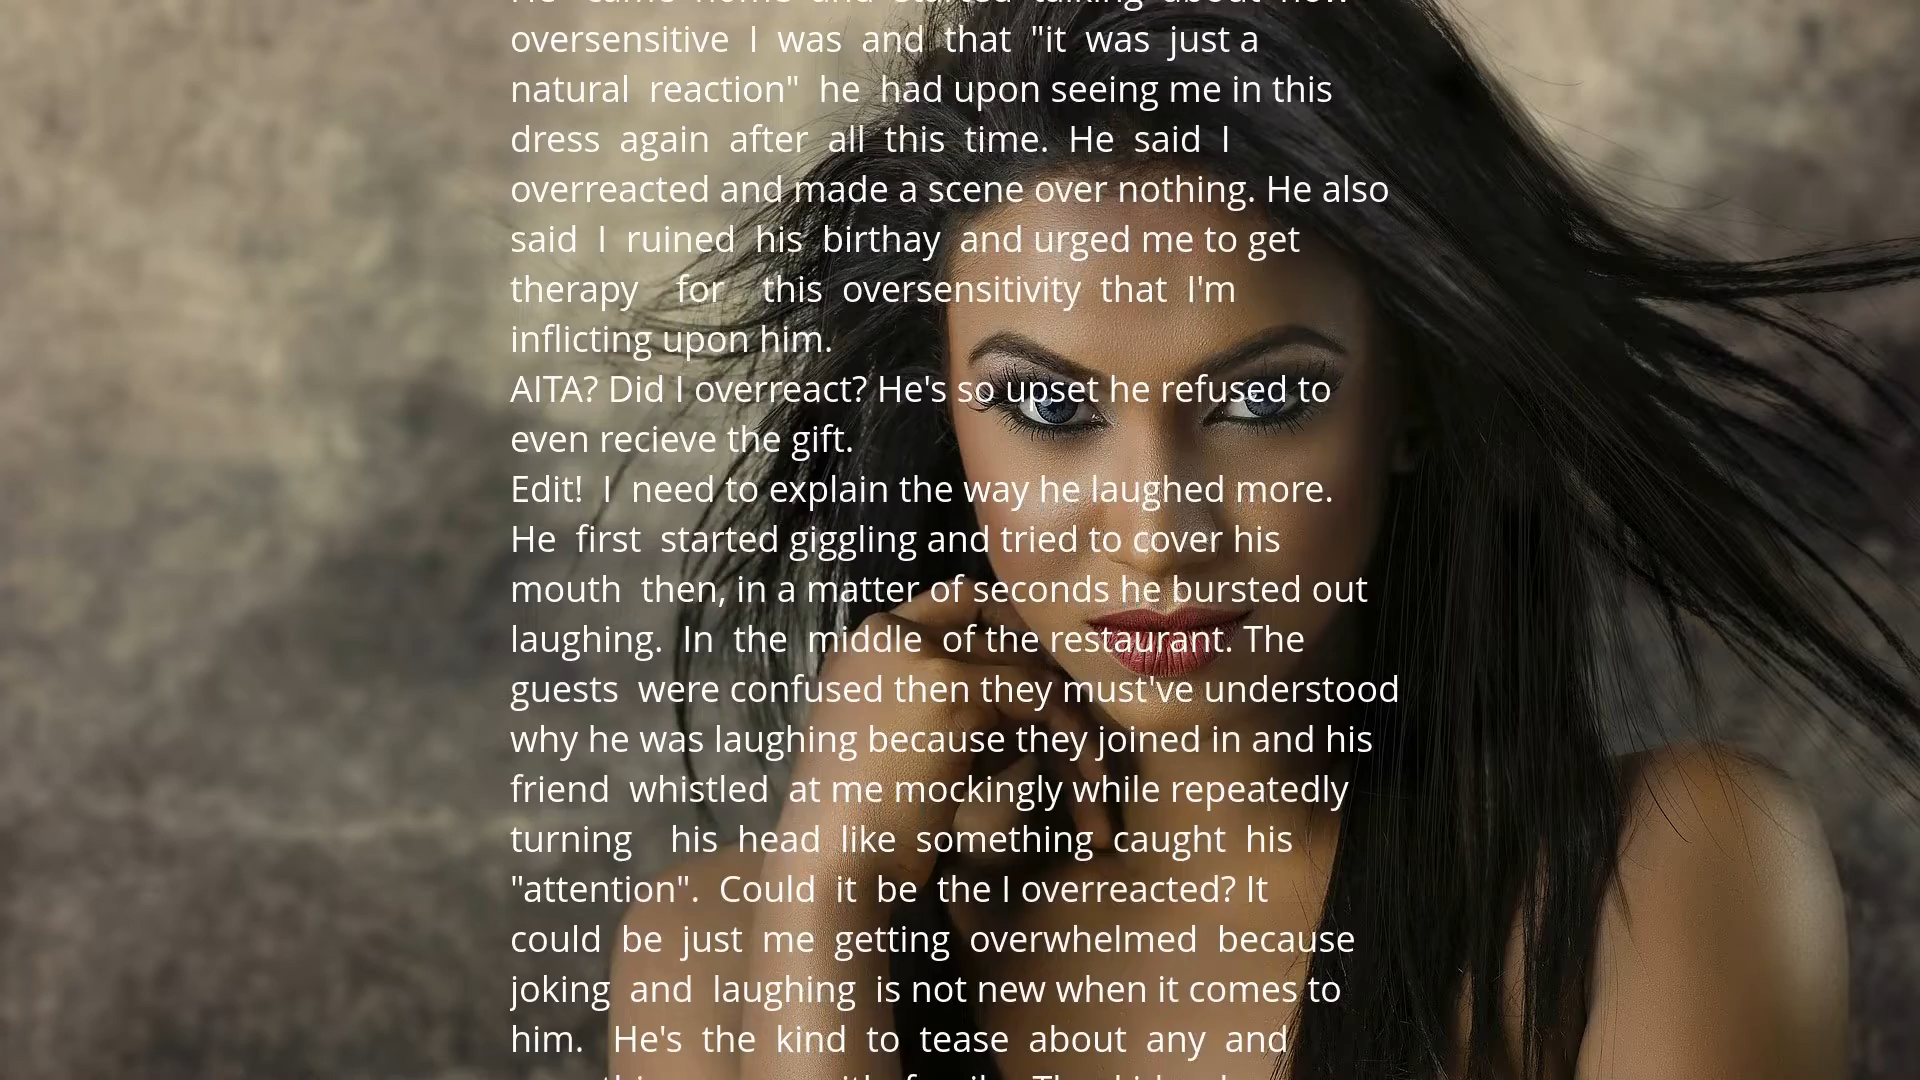 He came home and started talking about how
oversensitive I was and that "it was just a
natural reaction" he had upon seeing me in this
dress again after all this time. He said I
overreacted and made a scene over nothing. He also
said I ruined his birthay and urged me to get
therapy for this oversensitivity that I'm
inflicting upon him.
AITA? Did I overreact? He's so upset he refused to
even recieve the gift.
Edit! I need to explain the way he laughed more.
He first started giggling and tried to cover his
mouth then, in a matter of seconds he bursted out
laughing. In the middle of the restaurant. The
guests were confused then they must've understood
why he was laughing because they joined in and his
friend whistled at me mockingly while repeatedly
turning his head like something caught his
"attention". Could it be the I overreacted? It
could be just me getting overwhelmed because
joking and laughing is not new when it comes to
him. He's the kind to tease about any and